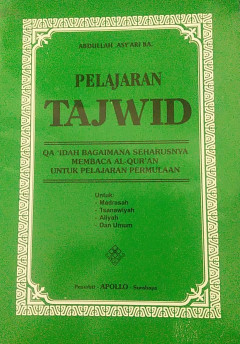 ABDULLAH ASY'ARI BA.
PELAJARAN
TAJWID
QA 'IDAH BAGAIMANA SEHARUSNYA
MEMBACA AL-QUR'AN
UNTUK PELAJARAN PERMULAAN
Untuk:
- Madrasah
- Tsanawiyah
- Aliyah
- Dan Umum
Penerbit - APOLLO - Surabaya